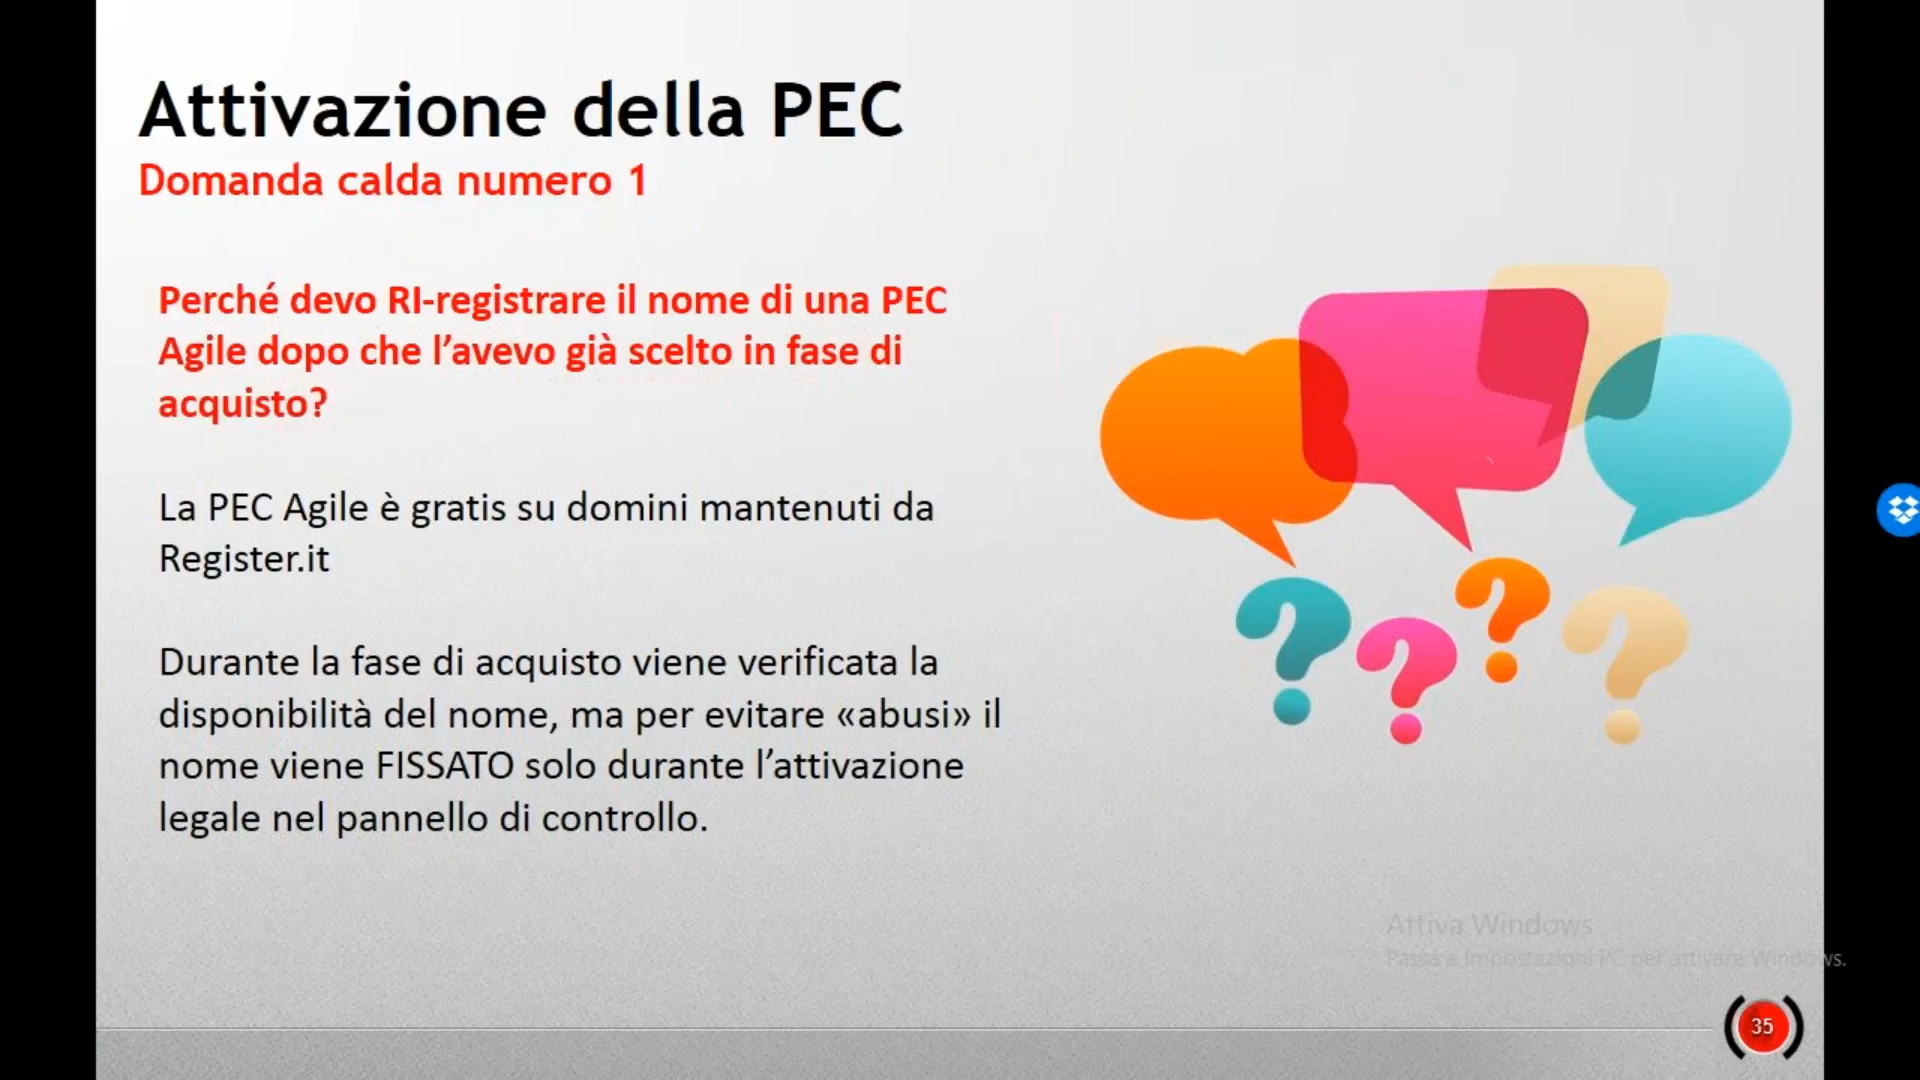 Attivazione della PEC
Domanda calda numero 1
Perché devo RI-registrare il nome di una PEC
Agile dopo che l’avevo già scelto in fase di
acquisto?
La PEC Agile è gratis su domini mantenuti da
Register.it
Durante la fase di acquisto viene verificata la
disponibilità del nome, ma per evitare «abusi» il
nome viene FISSATO solo durante l’attivazione
legale nel pannello di controllo.
? ? ? ?
Attiva Windows
Passa a Impostazioni PC per attivare Windows.
35